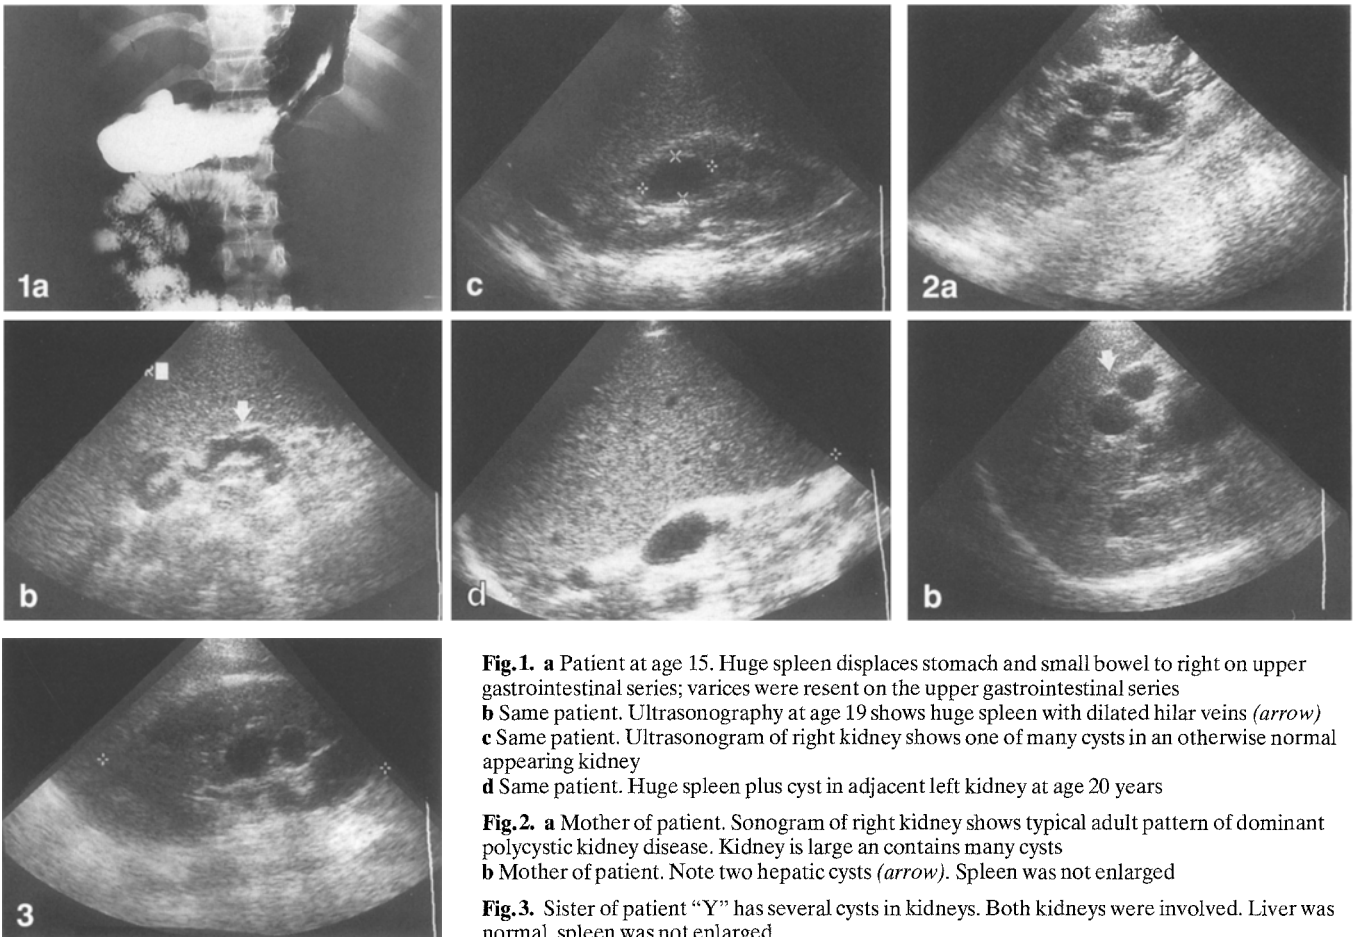 1a
c
2a
b
d
b
3
Fig.1. a Patient at age 15. Huge spleen displaces stomach and small bowel to right on upper
gastrointestinal series; varices were resent on the upper gastrointestinal series
b Same patient. Ultrasonography at age 19 shows huge spleen with dilated hilar veins (arrow)
c Same patient. Ultrasonogram of right kidney shows one of many cysts in an otherwise normal
appearing kidney
d Same patient. Huge spleen plus cyst in adjacent left kidney at age 20 years
Fig.2. a Mother of patient. Sonogram of right kidney shows typical adult pattern of dominant
polycystic kidney disease. Kidney is large an contains many cysts
b Mother of patient. Note two hepatic cysts (arrow). Spleen was not enlarged
Fig.3. Sister of patient “Y” has several cysts in kidneys. Both kidneys were involved. Liver was
normal, spleen was not enlarged